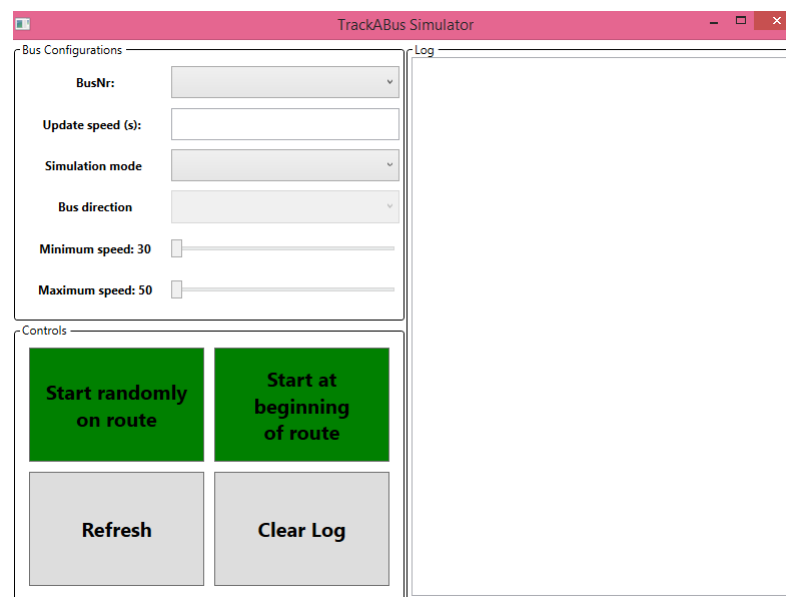 TrackABus Simulator
Bus Configurations
BusNr:
Update speed (s):
Simulation mode
Bus direction
Minimum speed: 30
Maximum speed: 50
Controls
Start randomly
on route
Start at
beginning
of route
Refresh
Clear Log
Log